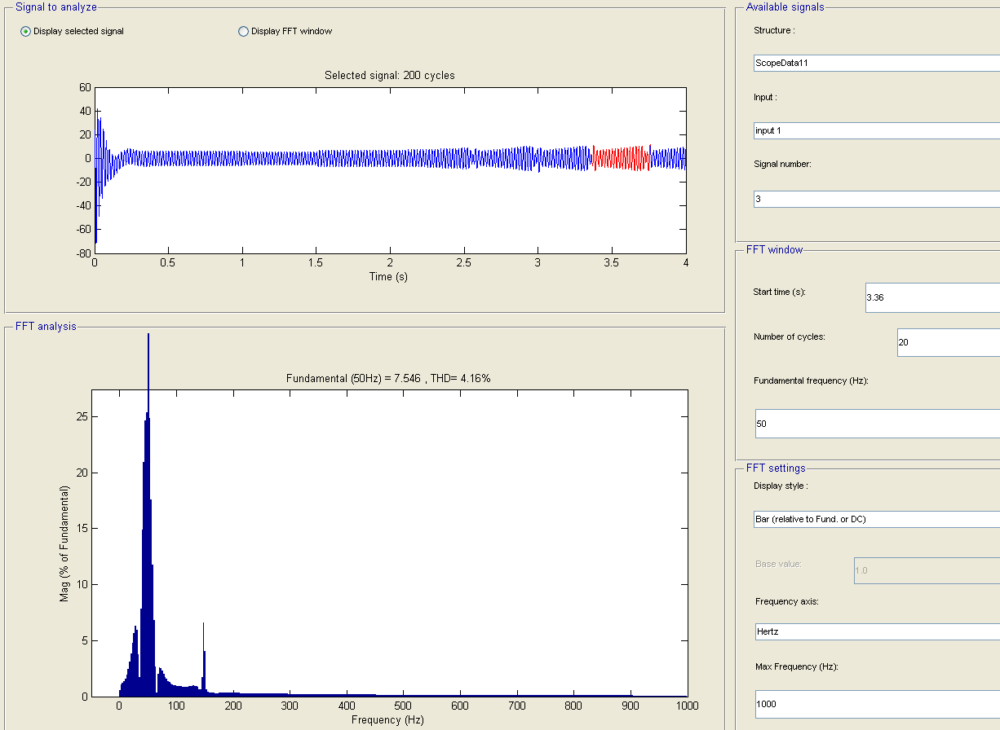 Signal to analyze
Display selected signal
Display FFT window
Selected signal: 200 cycles
60
40
20
0
-20
-40
-60
-80
0 0.5 1 1.5 2 2.5 3 3.5 4
Time (s)
FFT analysis
Fundamental (50Hz) = 7.546 , THD= 4.16%
25
20
15
10
5
0
Mag (% of Fundamental)
0 100 200 300 400 500 600 700 800 900 1000
Frequency (Hz)
Available signals
Structure :
ScopeData11
Input :
input 1
Signal number:
3
FFT window
Start time (s):
3.36
Number of cycles:
20
Fundamental frequency (Hz):
50
FFT settings
Display style :
Bar (relative to Fund. or DC)
Base value:
1.0
Frequency axis:
Hertz
Max Frequency (Hz):
1000